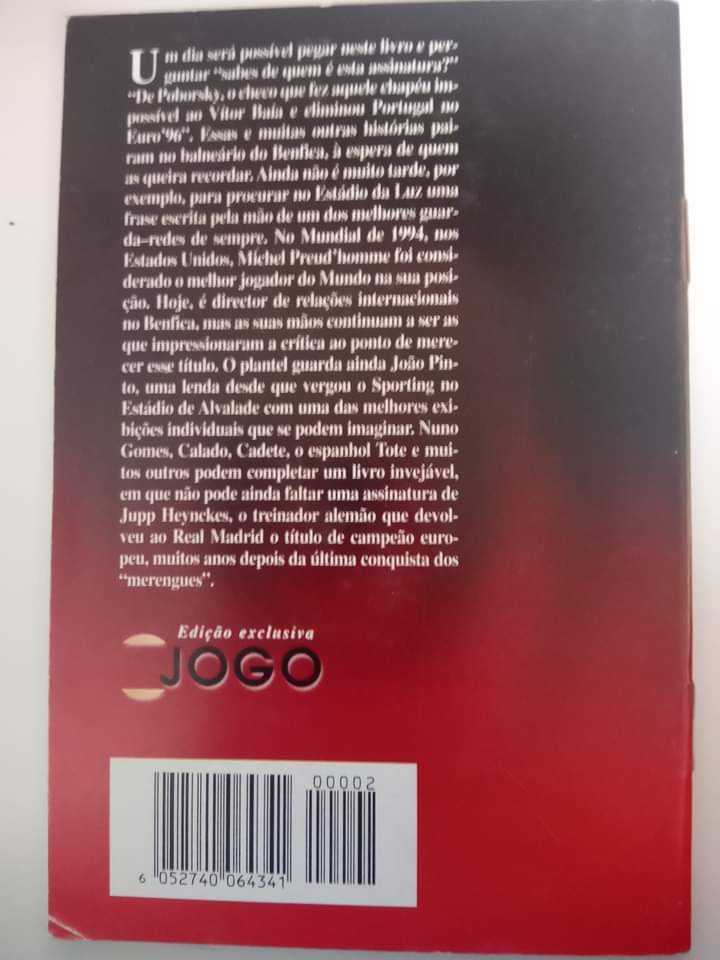 Um dia será possível pegar neste livro e per-
guntar "sabes de quem é esta assinatura?"
"De Poborsky, o checo que fez aquele chapéu im-
possível ao Vítor Baía e eliminou Portugal no
Euro'96". Essas e muitas outras histórias pai-
ram no balneário do Benfica, à espera de quem
as queira recordar. Ainda não é muito tarde, por
exemplo, para procurar no Estádio da Luz uma
frase escrita pela mão de um dos melhores guar-
da-redes de sempre. No Mundial de 1994, nos
Estados Unidos, Michel Preud'homme foi consi-
derado o melhor jogador do Mundo na sua posi-
ção. Hoje, é director de relações internacionais
no Benfica, mas as suas mãos continuam a ser as
que impressionaram a crítica ao ponto de mere-
cer esse título. O plantel guarda ainda João Pin-
to, uma lenda desde que vergou o Sporting no
Estádio de Alvalade com uma das melhores exi-
bições individuais que se podem imaginar. Nuno
Gomes, Calado, Cadete, o espanhol Tote e mui-
tos outros podem completar um livro invejável,
em que não pode ainda faltar uma assinatura de
Jupp Heynckes, o treinador alemão que devol-
veu ao Real Madrid o título de campeão euro-
peu, muitos anos depois da última conquista dos
"merengues".
Edição exclusiva
O JOGO
00002
6 052740 064341